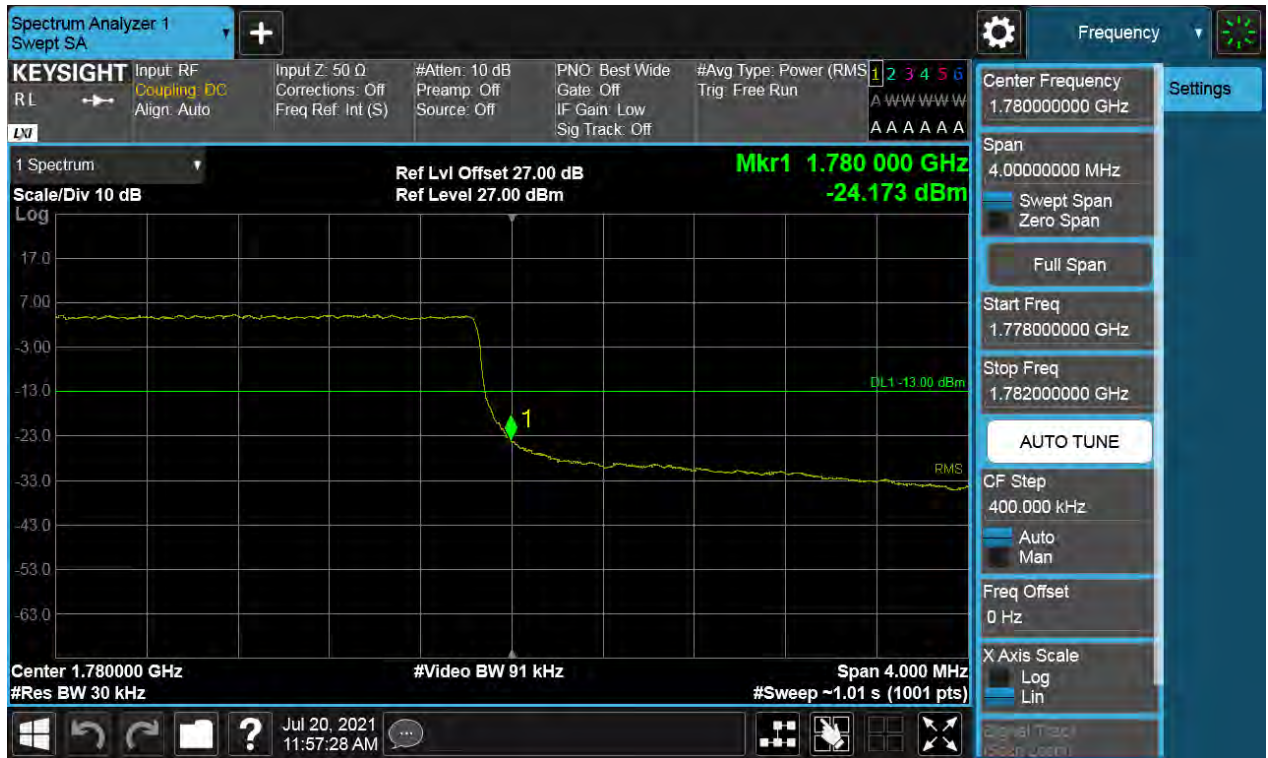 Spectrum Analyzer 1
Swept SA
+
Frequency
KEYSIGHT
RL
LXI
Input: RF
Coupling: DC
Align: Auto
Input Z: 50 Ω
Corrections: Off
Freq Ref: Int (S)
#Atten: 10 dB
Preamp: Off
Source: Off
PNO: Best Wide
Gate: Off
IF Gain: Low
Sig Track: Off
#Avg Type: Power (RMS
Trig: Free Run
1 2 3 4 5 6
A W W W W W
A A A A A A
1 Spectrum
Scale/Div 10 dB
Log
Ref Lvl Offset 27.00 dB
Ref Level 27.00 dBm
Mkr1 1.780 000 GHz
-24.173 dBm
17.0
7.00
-3.00
-13.0
-23.0
-33.0
-43.0
-53.0
-63.0
DL1 -13.00 dBm
1
RMS
Center 1.780000 GHz
#Res BW 30 kHz
#Video BW 91 kHz
Span 4.000 MHz
#Sweep ~1.01 s (1001 pts)
Center Frequency
1.780000000 GHz
Span
4.00000000 MHz
Swept Span
Zero Span
Full Span
Start Freq
1.778000000 GHz
Stop Freq
1.782000000 GHz
AUTO TUNE
CF Step
400.000 kHz
Auto
Man
Freq Offset
0 Hz
X Axis Scale
Log
Lin
Signal Track
(Span Zoom)
Settings
?
Jul 20, 2021
11:57:28 AM